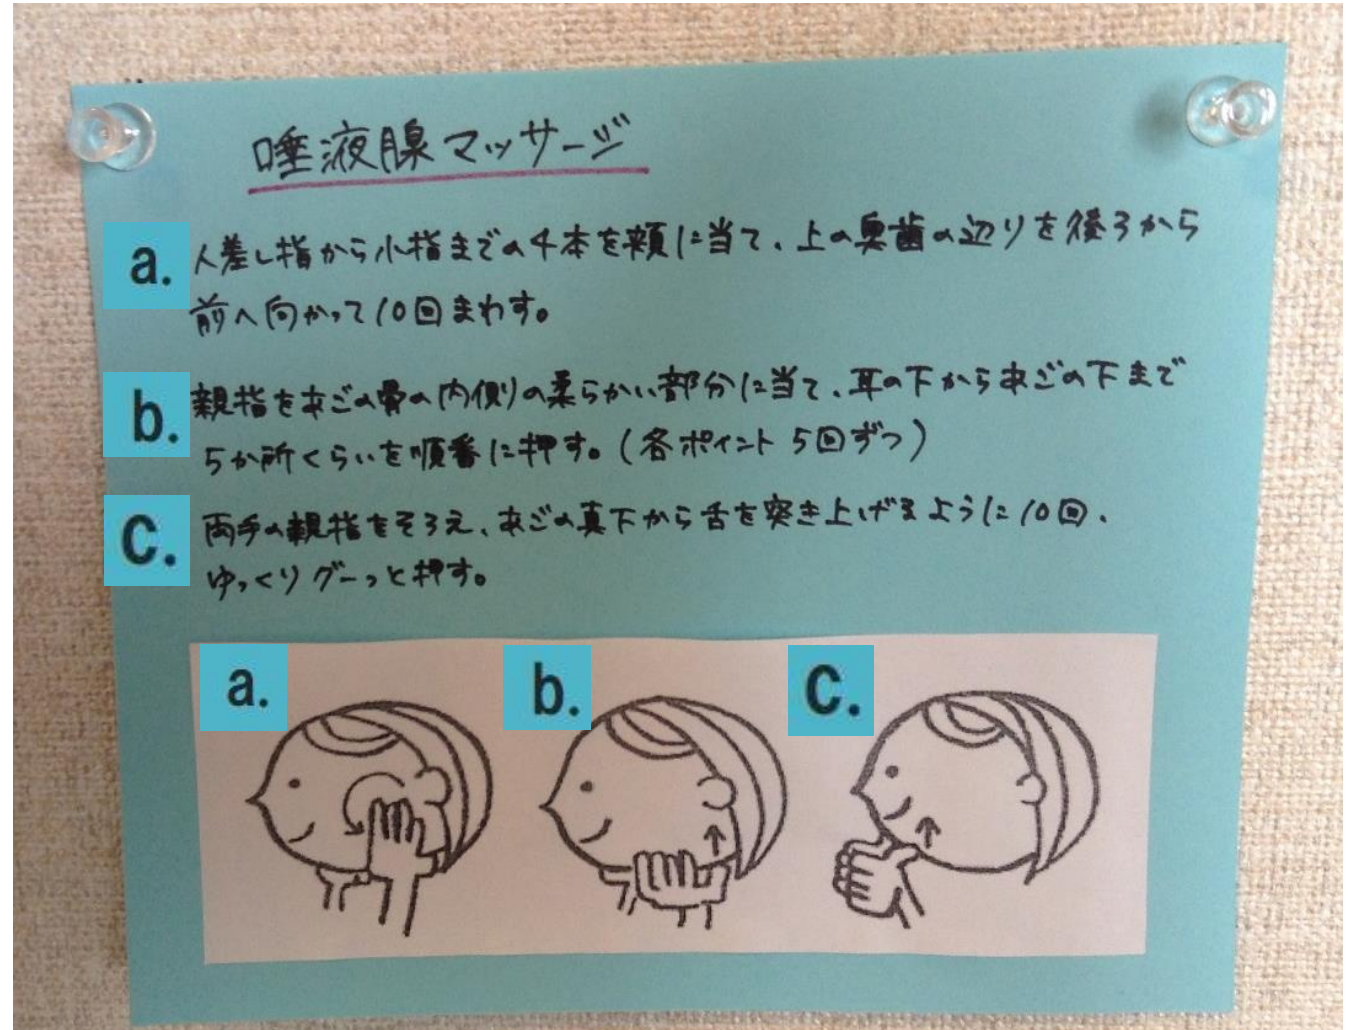 唾液腺マッサージ
a. 人差し指から小指までの4本を頬に当て、上の奥歯の辺りを後ろから
前へ向かって10回まわす。
b. 親指をあごの骨の内側の柔らかい部分に当て、耳の下からあごの下まで
5か所くらいを順番に押す。(各ポイント5回ずつ)
c. 両手の親指をそろえ、あごの真下から舌を突き上げるように10回、
ゆっくりグーっと押す。
a. b. c.